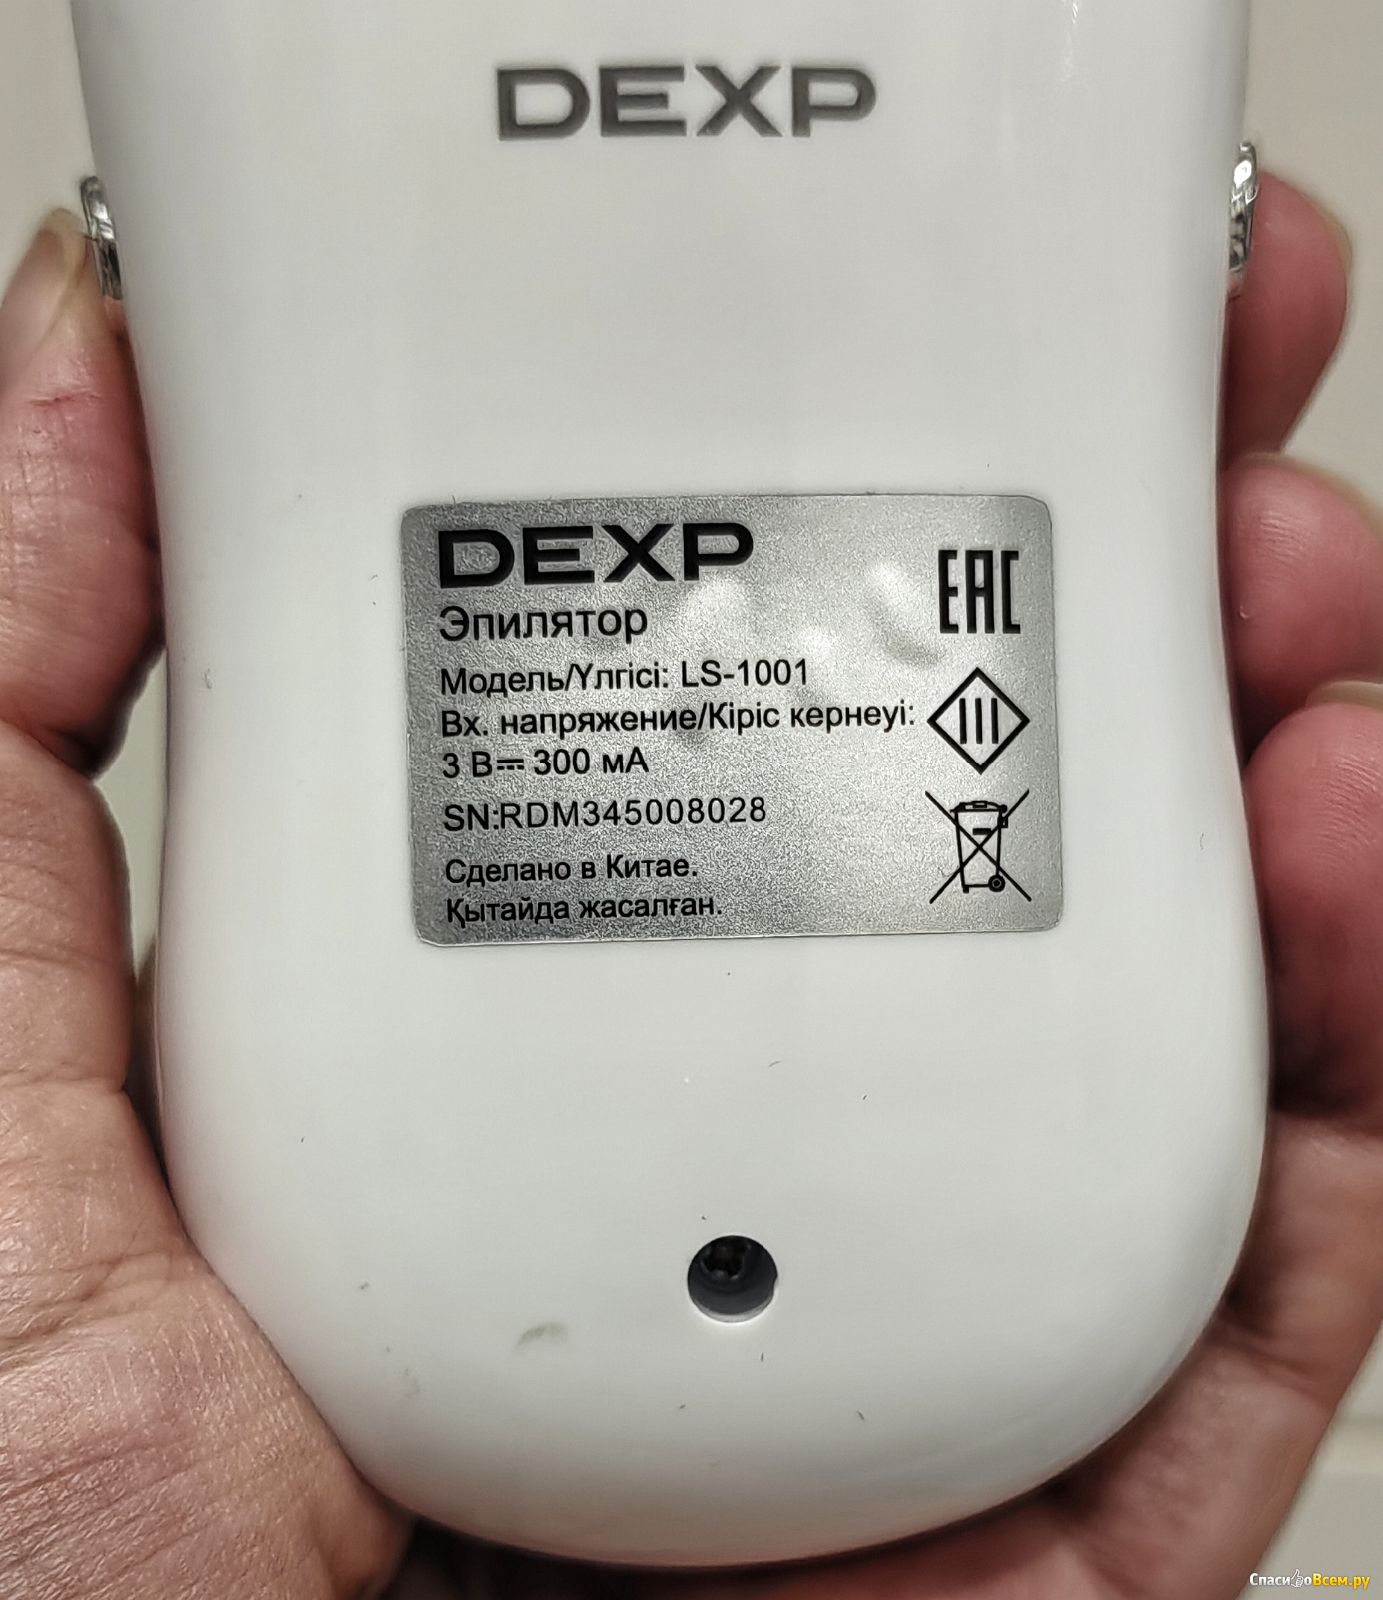 DEXP
DEXP
EAC
Эпилятор
Модель/Үлгісі: LS-1001
Вх. напряжение/Кіріс кернеуі:
3 В⎓ 300 мА
SN:RDM345008028
Сделано в Китае.
Қытайда жасалған.
СпасибоВсем.ру